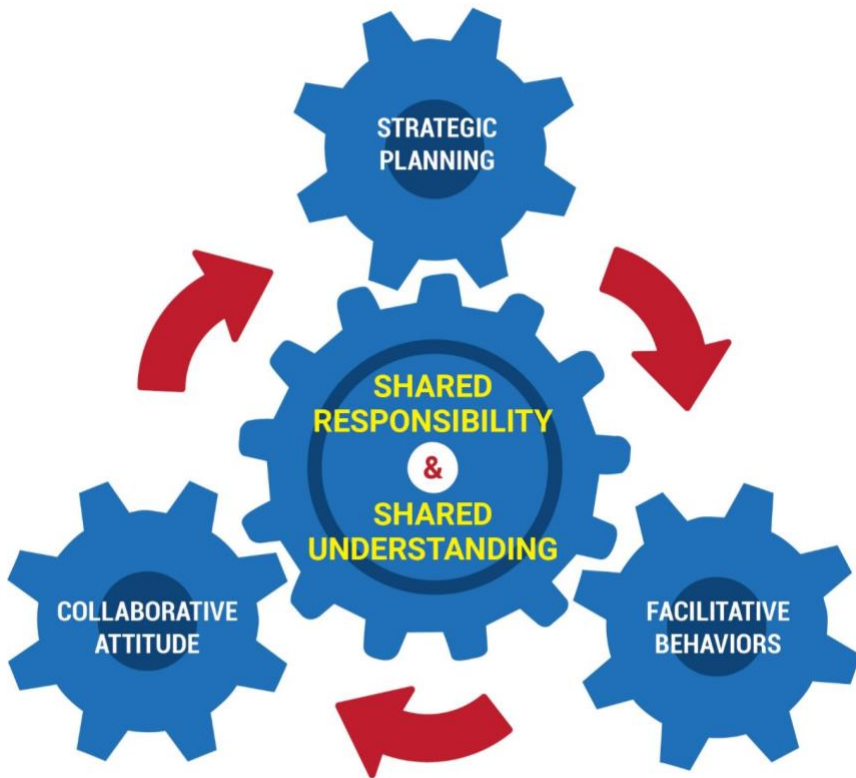 STRATEGIC
PLANNING
SHARED
RESPONSIBILITY
&
SHARED
UNDERSTANDING
COLLABORATIVE
ATTITUDE
FACILITATIVE
BEHAVIORS